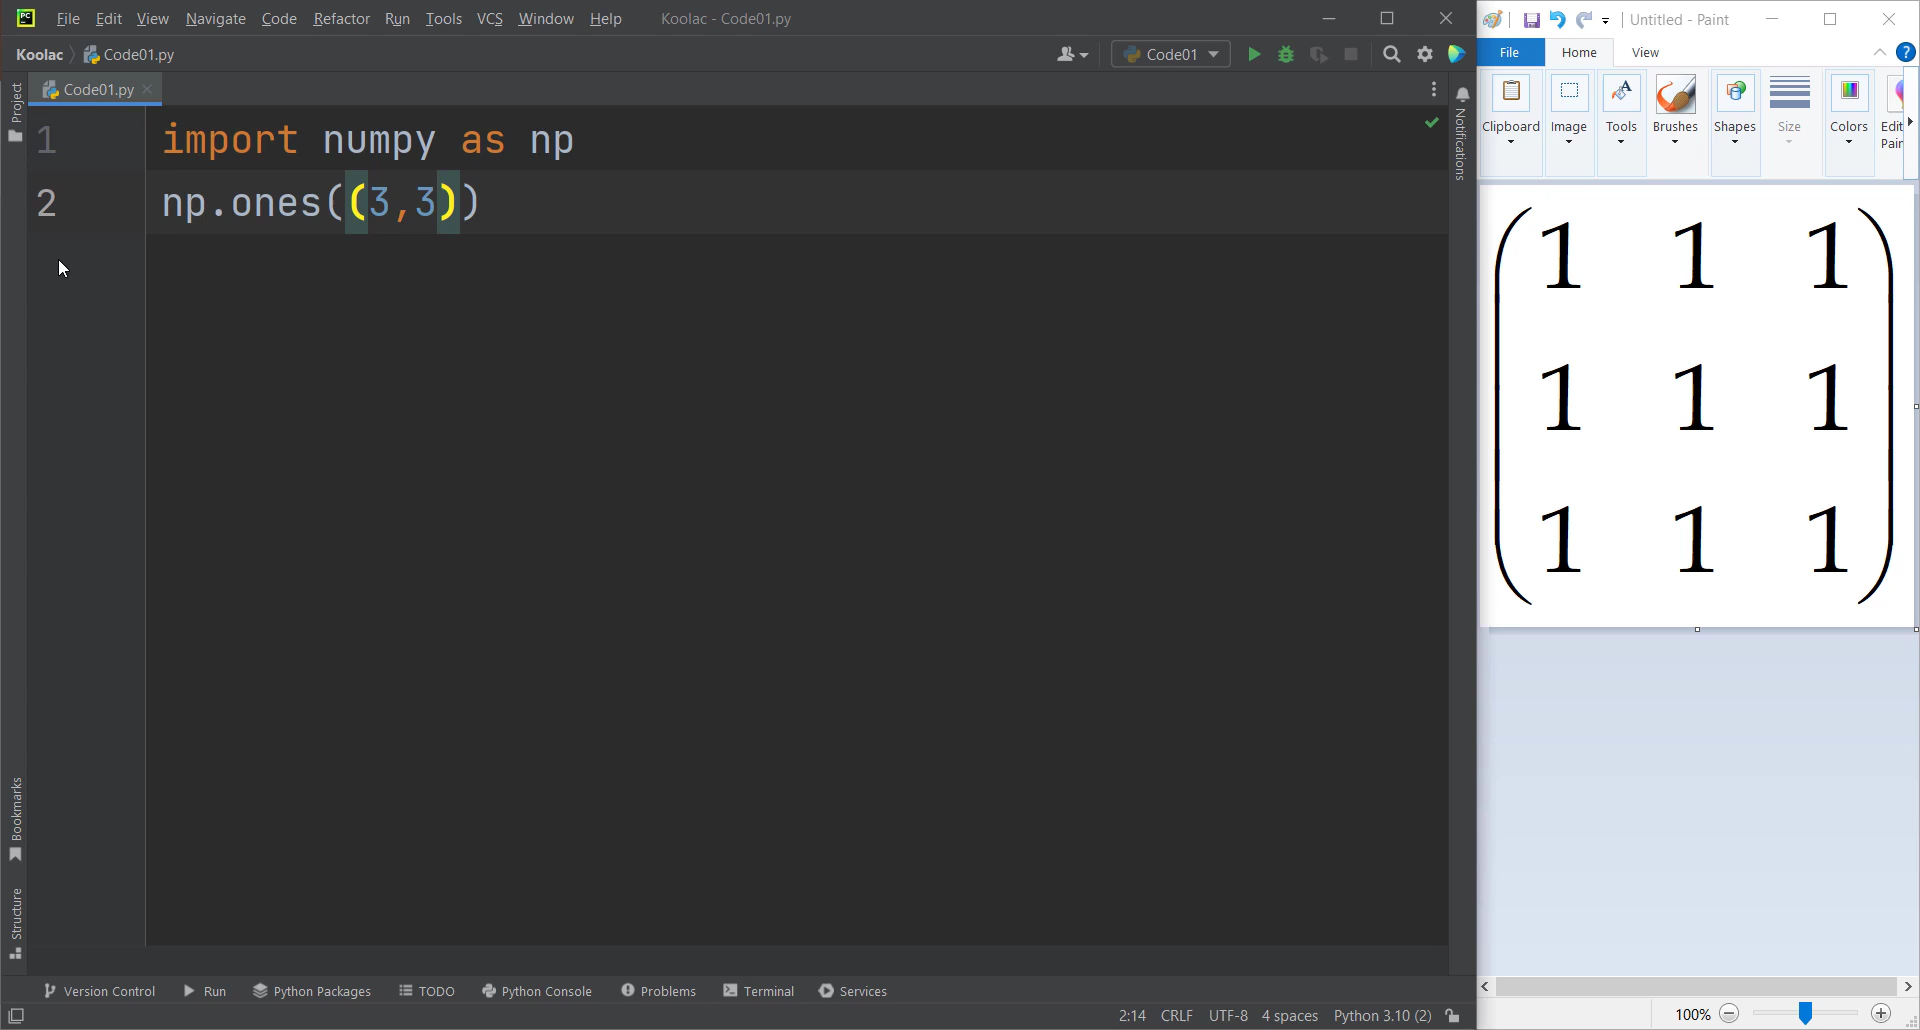 File Edit View Navigate Code Refactor Run Tools VCS Window Help Koolac - Code01.py
Koolac Code01.py Code01
Project
Code01.py
Notifications
1 import numpy as np
2 np.ones((3,3))
Bookmarks
Structure
Version Control Run Python Packages TODO Python Console Problems Terminal Services
2:14 CRLF UTF-8 4 spaces Python 3.10 (2)
Untitled - Paint
File Home View
Clipboard Image Tools Brushes Shapes Size Colors Edit
Pain
1 1 1
1 1 1
1 1 1
100%